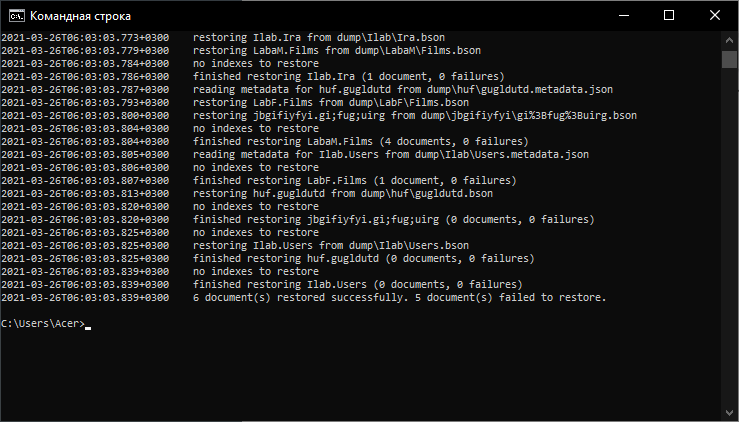 Командная строка
2021-03-26T06:03:03.773+0300    restoring Ilab.Ira from dump\Ilab\Ira.bson
2021-03-26T06:03:03.779+0300    restoring LabaM.Films from dump\LabaM\Films.bson
2021-03-26T06:03:03.784+0300    no indexes to restore
2021-03-26T06:03:03.786+0300    finished restoring Ilab.Ira (1 document, 0 failures)
2021-03-26T06:03:03.787+0300    reading metadata for huf.gugldutd from dump\huf\gugldutd.metadata.json
2021-03-26T06:03:03.793+0300    restoring LabF.Films from dump\LabF\Films.bson
2021-03-26T06:03:03.800+0300    restoring jbgifiyfyi.gi;fug;uirg from dump\jbgifiyfyi\gi%3Bfug%3Buirg.bson
2021-03-26T06:03:03.804+0300    no indexes to restore
2021-03-26T06:03:03.804+0300    finished restoring LabaM.Films (4 documents, 0 failures)
2021-03-26T06:03:03.805+0300    reading metadata for Ilab.Users from dump\Ilab\Users.metadata.json
2021-03-26T06:03:03.806+0300    no indexes to restore
2021-03-26T06:03:03.807+0300    finished restoring LabF.Films (1 document, 0 failures)
2021-03-26T06:03:03.813+0300    restoring huf.gugldutd from dump\huf\gugldutd.bson
2021-03-26T06:03:03.820+0300    no indexes to restore
2021-03-26T06:03:03.820+0300    finished restoring jbgifiyfyi.gi;fug;uirg (0 documents, 0 failures)
2021-03-26T06:03:03.825+0300    no indexes to restore
2021-03-26T06:03:03.825+0300    restoring Ilab.Users from dump\Ilab\Users.bson
2021-03-26T06:03:03.825+0300    finished restoring huf.gugldutd (0 documents, 0 failures)
2021-03-26T06:03:03.839+0300    no indexes to restore
2021-03-26T06:03:03.839+0300    finished restoring Ilab.Users (0 documents, 0 failures)
2021-03-26T06:03:03.839+0300    6 document(s) restored successfully. 5 document(s) failed to restore.
C:\Users\Acer>